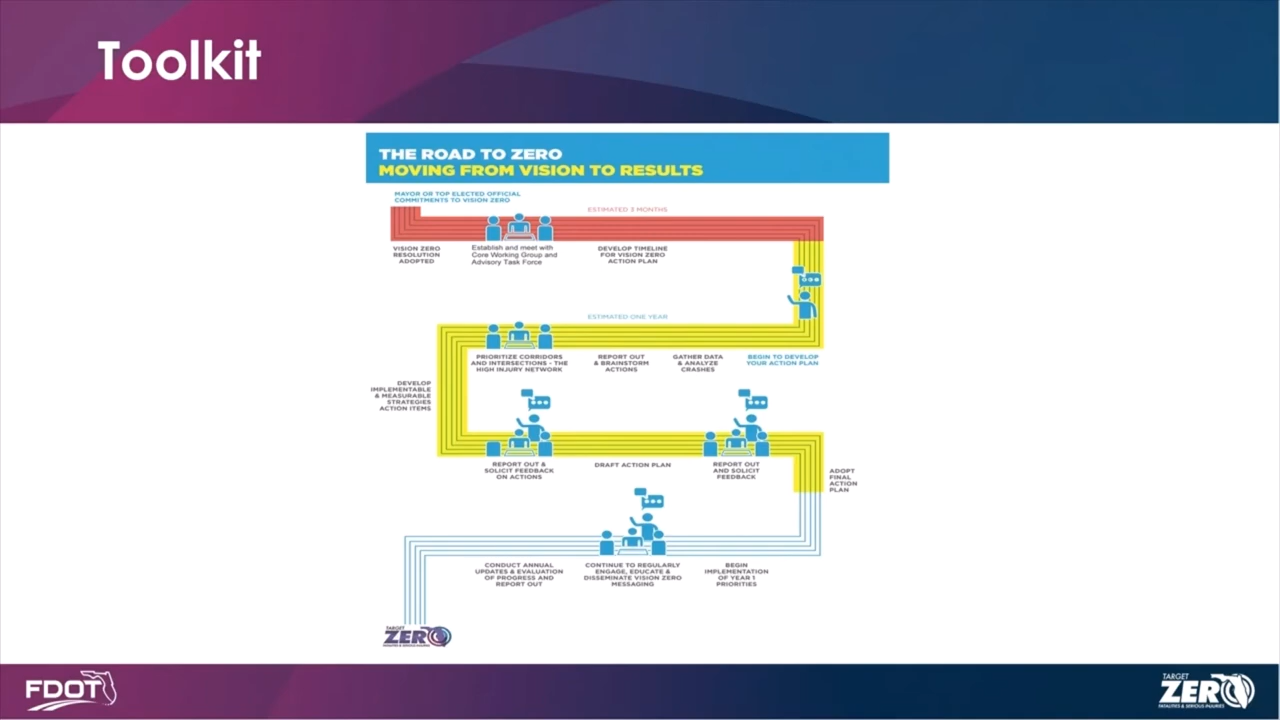 Toolkit
THE ROAD TO ZERO
MOVING FROM VISION TO RESULTS
MAYOR OR TOP ELECTED OFFICIAL
COMMITMENTS TO VISION ZERO
ESTIMATED 3 MONTHS
VISION ZERO
RESOLUTION
ADOPTED
Establish and meet with
Core Working Group and
Advisory Task Force
DEVELOP TIMELINE
FOR VISION ZERO
ACTION PLAN
ESTIMATED ONE YEAR
PRIORITIZE CORRIDORS
AND INTERSECTIONS - THE
HIGH INJURY NETWORK
REPORT OUT
& BRAINSTORM
ACTIONS
GATHER DATA
& ANALYZE
CRASHES
BEGIN TO DEVELOP
YOUR ACTION PLAN
DEVELOP
IMPLEMENTABLE
& MEASURABLE
STRATEGIES
ACTION ITEMS
REPORT OUT &
SOLICIT FEEDBACK
ON ACTIONS
DRAFT ACTION PLAN
REPORT OUT
AND SOLICIT
FEEDBACK
ADOPT
FINAL
ACTION
PLAN
CONDUCT ANNUAL
UPDATES & EVALUATION
OF PROGRESS AND
REPORT OUT
CONTINUE TO REGULARLY
ENGAGE, EDUCATE &
DISSEMINATE VISION ZERO
MESSAGING
BEGIN
IMPLEMENTATION
OF YEAR 1
PRIORITIES
TARGET
ZERO
FATALITIES & SERIOUS INJURIES
FDOT
TARGET
ZERO
FATALITIES & SERIOUS INJURIES